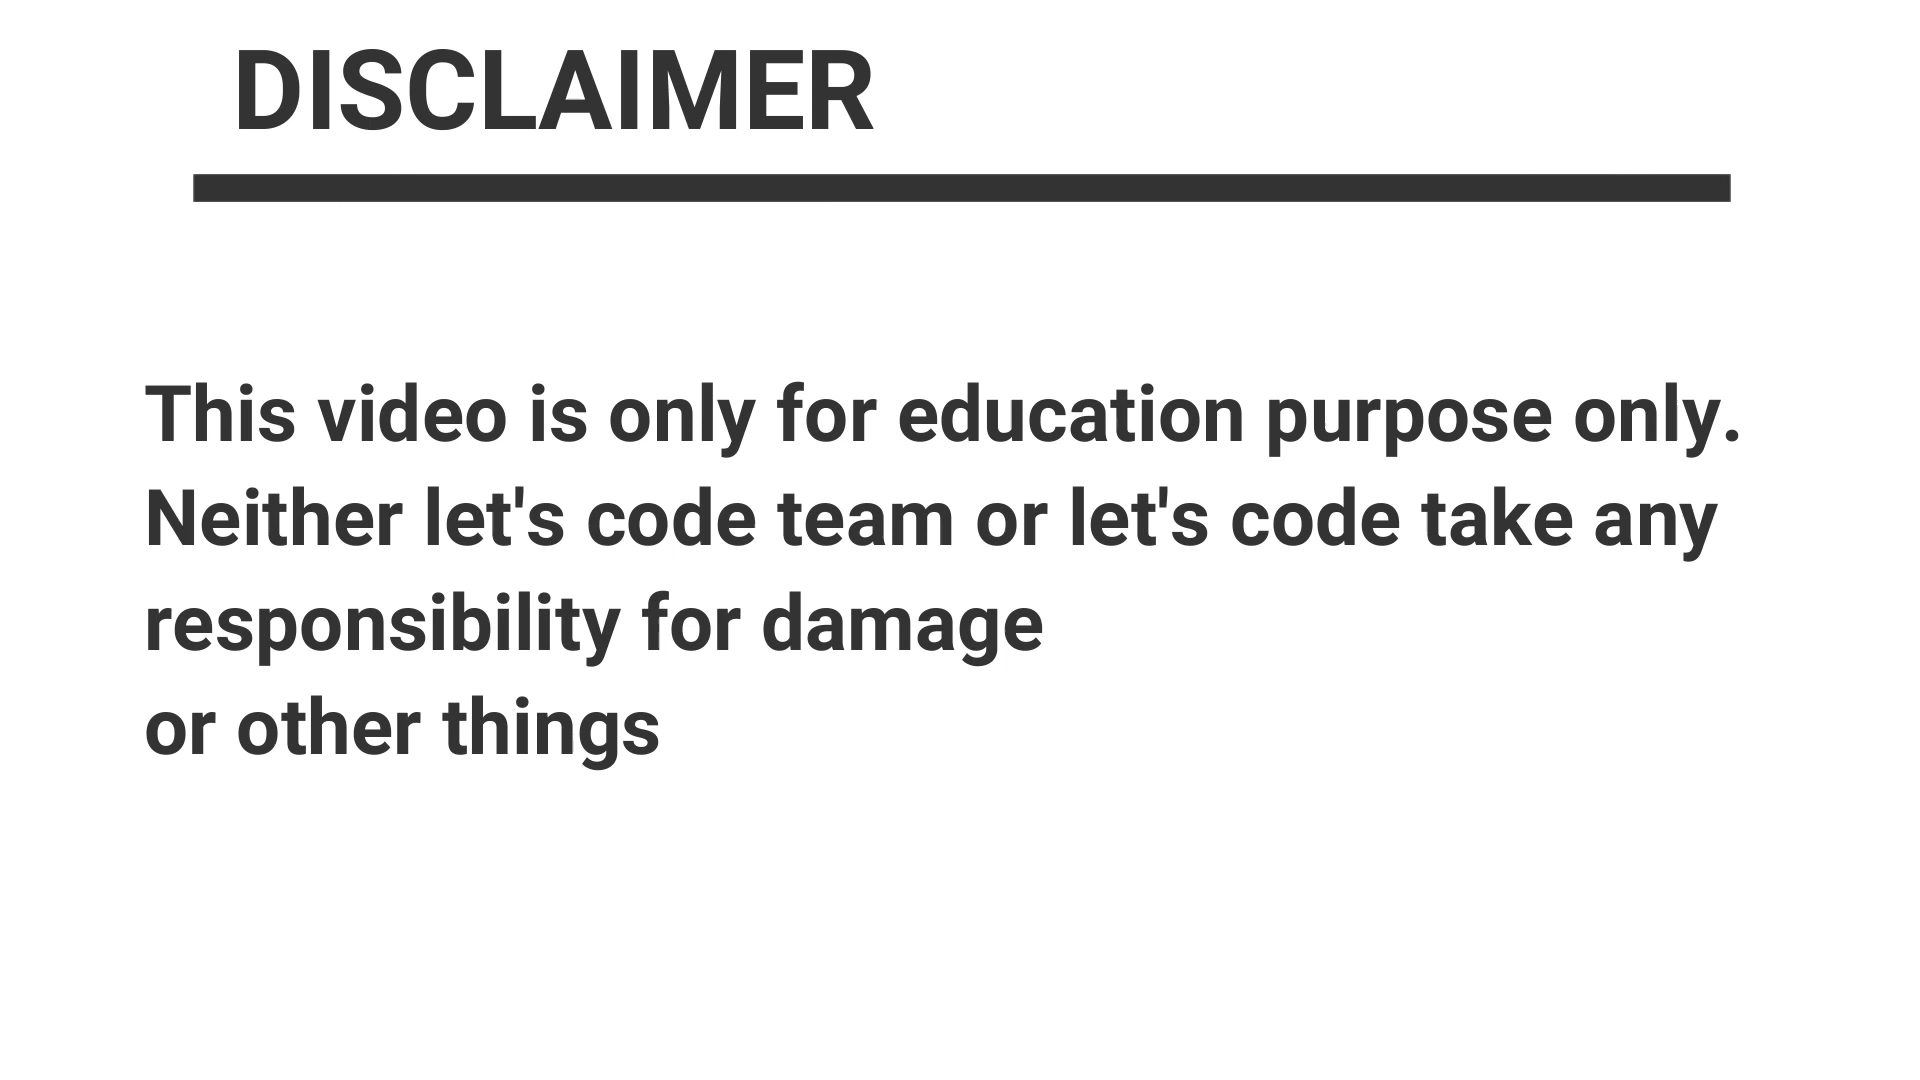 DISCLAIMER
This video is only for education purpose only.
Neither let's code team or let's code take any
responsibility for damage
or other things